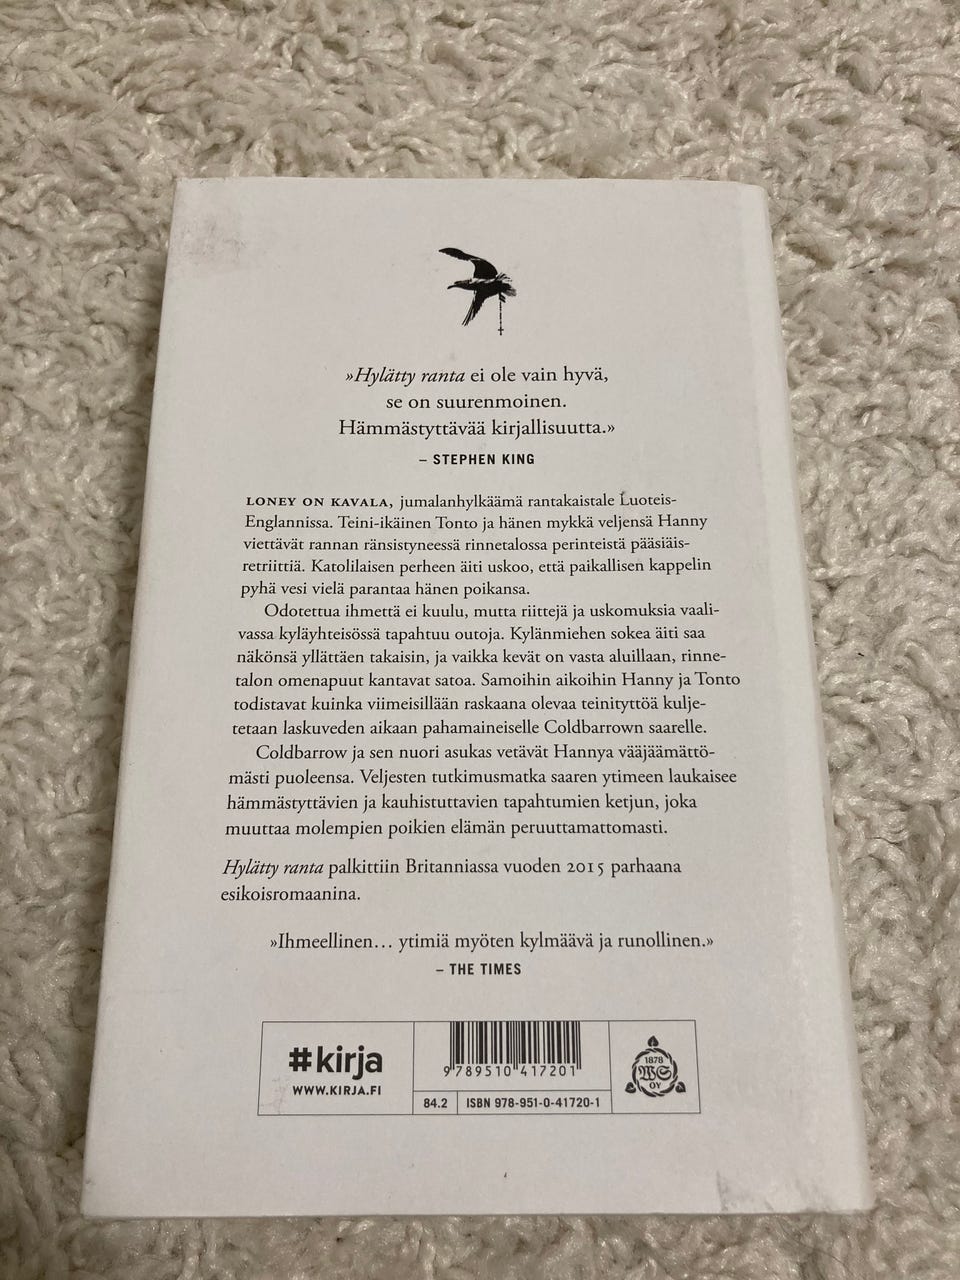 »Hylätty ranta ei ole vain hyvä,
se on suurenmoinen.
Hämmästyttävää kirjallisuutta.»
– STEPHEN KING
LONEY ON KAVALA, jumalanhylkäämä rantakaistale Luoteis-
Englannissa. Teini-ikäinen Tonto ja hänen mykkä veljensä Hanny
viettävät rannan ränsistyneessä rinnetalossa perinteistä pääsiäis-
retriittiä. Katolilaisen perheen äiti uskoo, että paikallisen kappelin
pyhä vesi vielä parantaa hänen poikansa.
Odotettua ihmettä ei kuulu, mutta riittejä ja uskomuksia vaali-
vassa kyläyhteisössä tapahtuu outoja. Kylänmiehen sokea äiti saa
näkönsä yllättäen takaisin, ja vaikka kevät on vasta aluillaan, rinne-
talon omenapuut kantavat satoa. Samoihin aikoihin Hanny ja Tonto
todistavat kuinka viimeisillään raskaana olevaa teinityttöä kulje-
tetaan laskuveden aikaan pahamaineiselle Coldbarrown saarelle.
Coldbarrow ja sen nuori asukas vetävät Hannya vääjäämättö-
mästi puoleensa. Veljesten tutkimusmatka saaren ytimeen laukaisee
hämmästyttävien ja kauhistuttavien tapahtumien ketjun, joka
muuttaa molempien poikien elämän peruuttamattomasti.
Hylätty ranta palkittiin Britanniassa vuoden 2015 parhaana
esikoisromaanina.
»Ihmeellinen… ytimiä myöten kylmäävä ja runollinen.»
– THE TIMES
#kirja
WWW.KIRJA.FI
9 789510 417201
84.2
ISBN 978-951-0-41720-1
1878
WS
OY